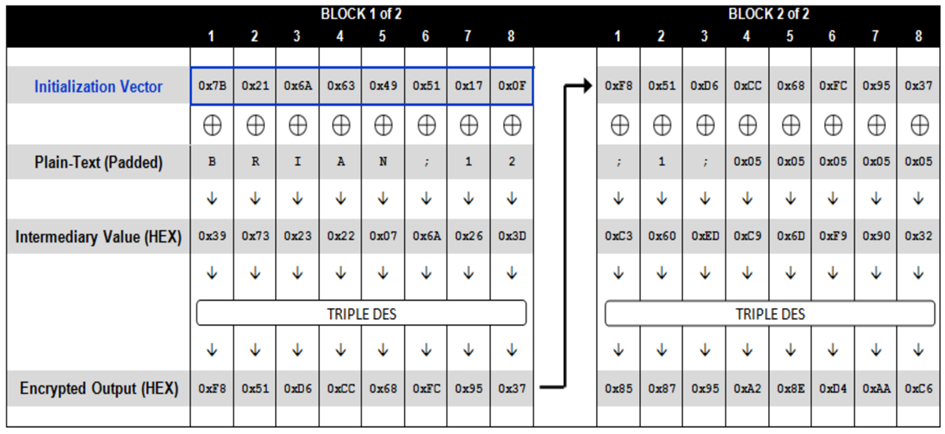 BLOCK 1 of 2 BLOCK 2 of 2
1 2 3 4 5 6 7 8 1 2 3 4 5 6 7 8
Initialization Vector 0x7B 0x21 0x6A 0x63 0x49 0x51 0x17 0x0F 0xF8 0x51 0xD6 0xCC 0x68 0xFC 0x95 0x37
Plain-Text (Padded) B R I A N ; 1 2 ; 1 ; 0x05 0x05 0x05 0x05 0x05
Intermediary Value (HEX) 0x39 0x73 0x23 0x22 0x07 0x6A 0x26 0x3D 0xC3 0x60 0xED 0xC9 0x6D 0xF9 0x90 0x32
TRIPLE DES TRIPLE DES
Encrypted Output (HEX) 0xF8 0x51 0xD6 0xCC 0x68 0xFC 0x95 0x37 0x85 0x87 0x95 0xA2 0x8E 0xD4 0xAA 0xC6